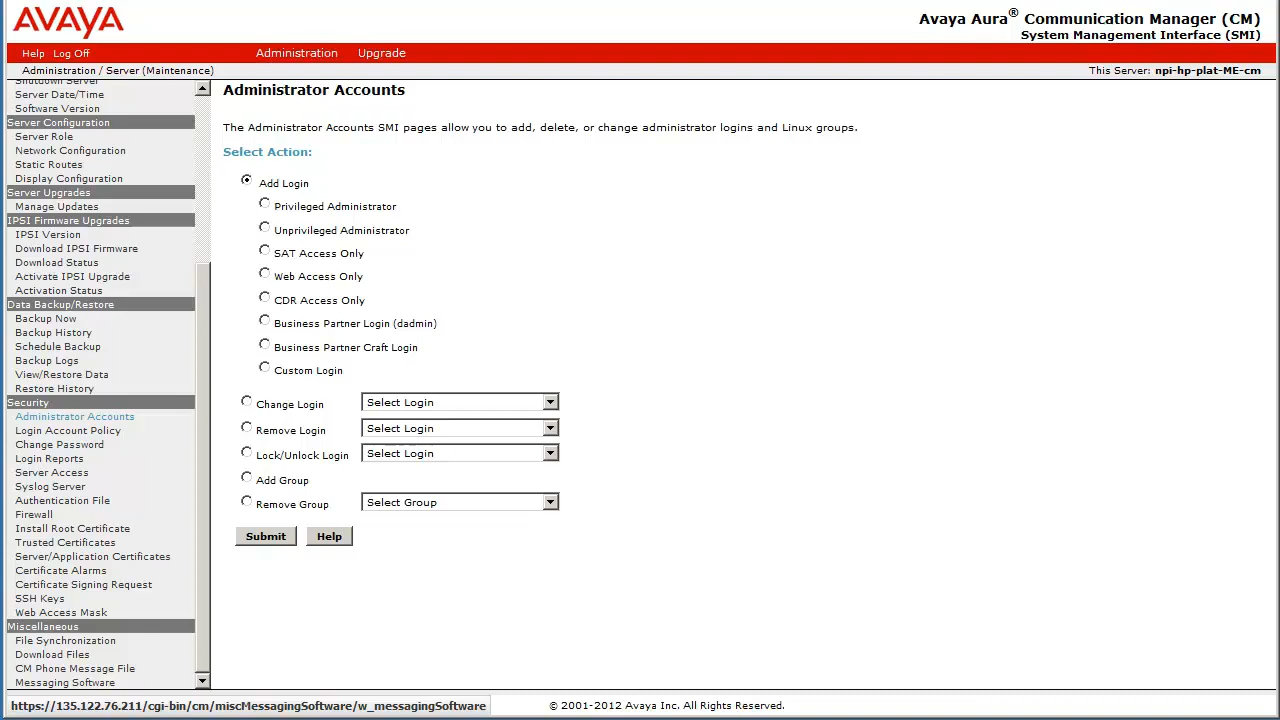 AVAYA
Avaya Aura® Communication Manager (CM)
System Management Interface (SMI)
Help Log Off Administration Upgrade
Administration / Server (Maintenance) This Server: npi-hp-plat-ME-cm
Shutdown Server
Server Date/Time
Software Version
Server Configuration
Server Role
Network Configuration
Static Routes
Display Configuration
Server Upgrades
Manage Updates
IPSI Firmware Upgrades
IPSI Version
Download IPSI Firmware
Download Status
Activate IPSI Upgrade
Activation Status
Data Backup/Restore
Backup Now
Backup History
Schedule Backup
Backup Logs
View/Restore Data
Restore History
Security
Administrator Accounts
Login Account Policy
Change Password
Login Reports
Server Access
Syslog Server
Authentication File
Firewall
Install Root Certificate
Trusted Certificates
Server/Application Certificates
Certificate Alarms
Certificate Signing Request
SSH Keys
Web Access Mask
Miscellaneous
File Synchronization
Download Files
CM Phone Message File
Messaging Software
Administrator Accounts
The Administrator Accounts SMI pages allow you to add, delete, or change administrator logins and Linux groups.
Select Action:
Add Login
Privileged Administrator
Unprivileged Administrator
SAT Access Only
Web Access Only
CDR Access Only
Business Partner Login (dadmin)
Business Partner Craft Login
Custom Login
Change Login Select Login
Remove Login Select Login
Lock/Unlock Login Select Login
Add Group
Remove Group Select Group
Submit Help
https://135.122.76.211/cgi-bin/cm/miscMessagingSoftware/w_messagingSoftware
© 2001-2012 Avaya Inc. All Rights Reserved.